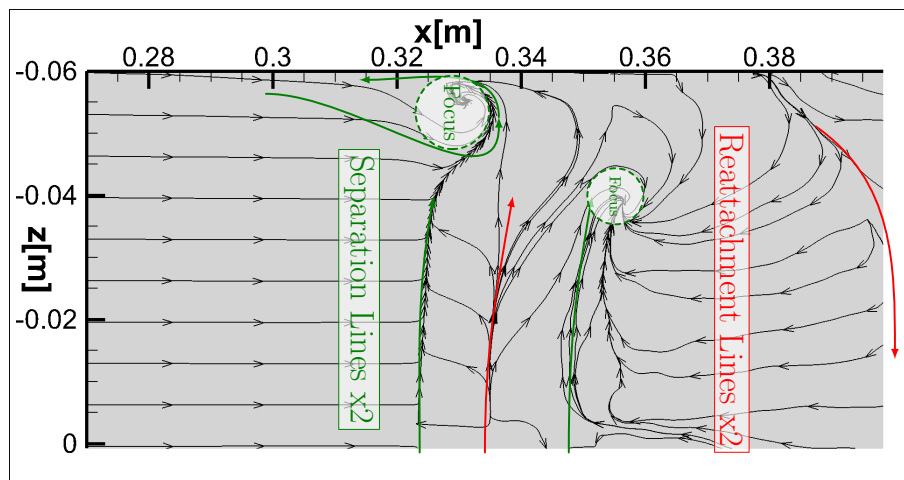 x[m]
0.28 0.3 0.32 0.34 0.36 0.38
-0.06
-0.04
-0.02
0
z[m]
Focus
Focus
Separation Lines x2
Reattachment Lines x2